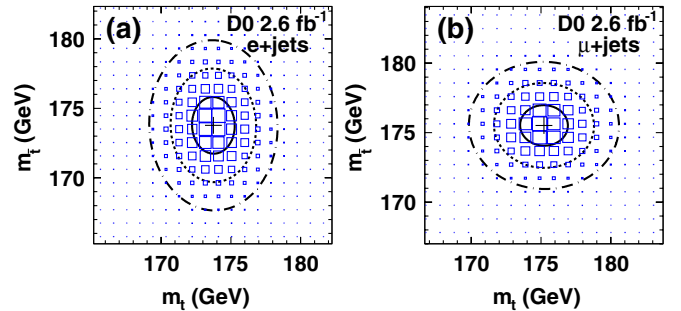 (a)
D0 2.6 fb⁻¹
e+jets
180
175
170
m_t̄ (GeV)
170
175
180
m_t (GeV)
(b)
D0 2.6 fb⁻¹
μ+jets
185
180
175
170
m_t̄ (GeV)
170
175
180
m_t (GeV)